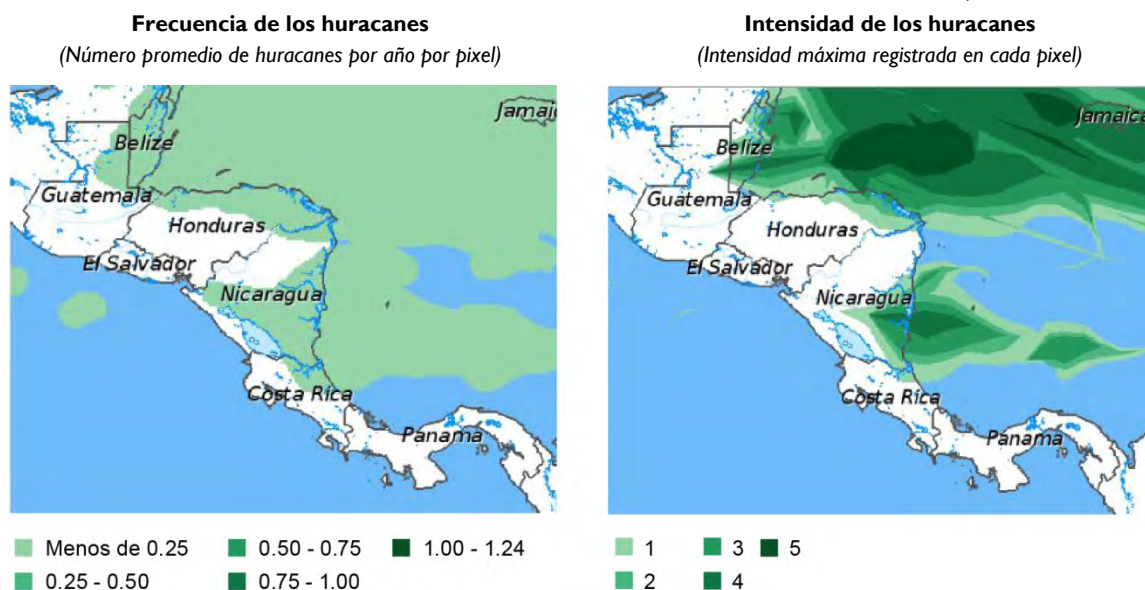 Frecuencia de los huracanes
(Número promedio de huracanes por año por pixel)
Jamaic
Belize
Guatemala
Honduras
El Salvador
Nicaragua
Costa Rica
Panama
Menos de 0.25
0.50 - 0.75
1.00 - 1.24
0.25 - 0.50
0.75 - 1.00
Intensidad de los huracanes
(Intensidad máxima registrada en cada pixel)
Jamaica
Belize
Guatemala
Honduras
El Salvador
Nicaragua
Costa Rica
Panama
1
3
5
2
4